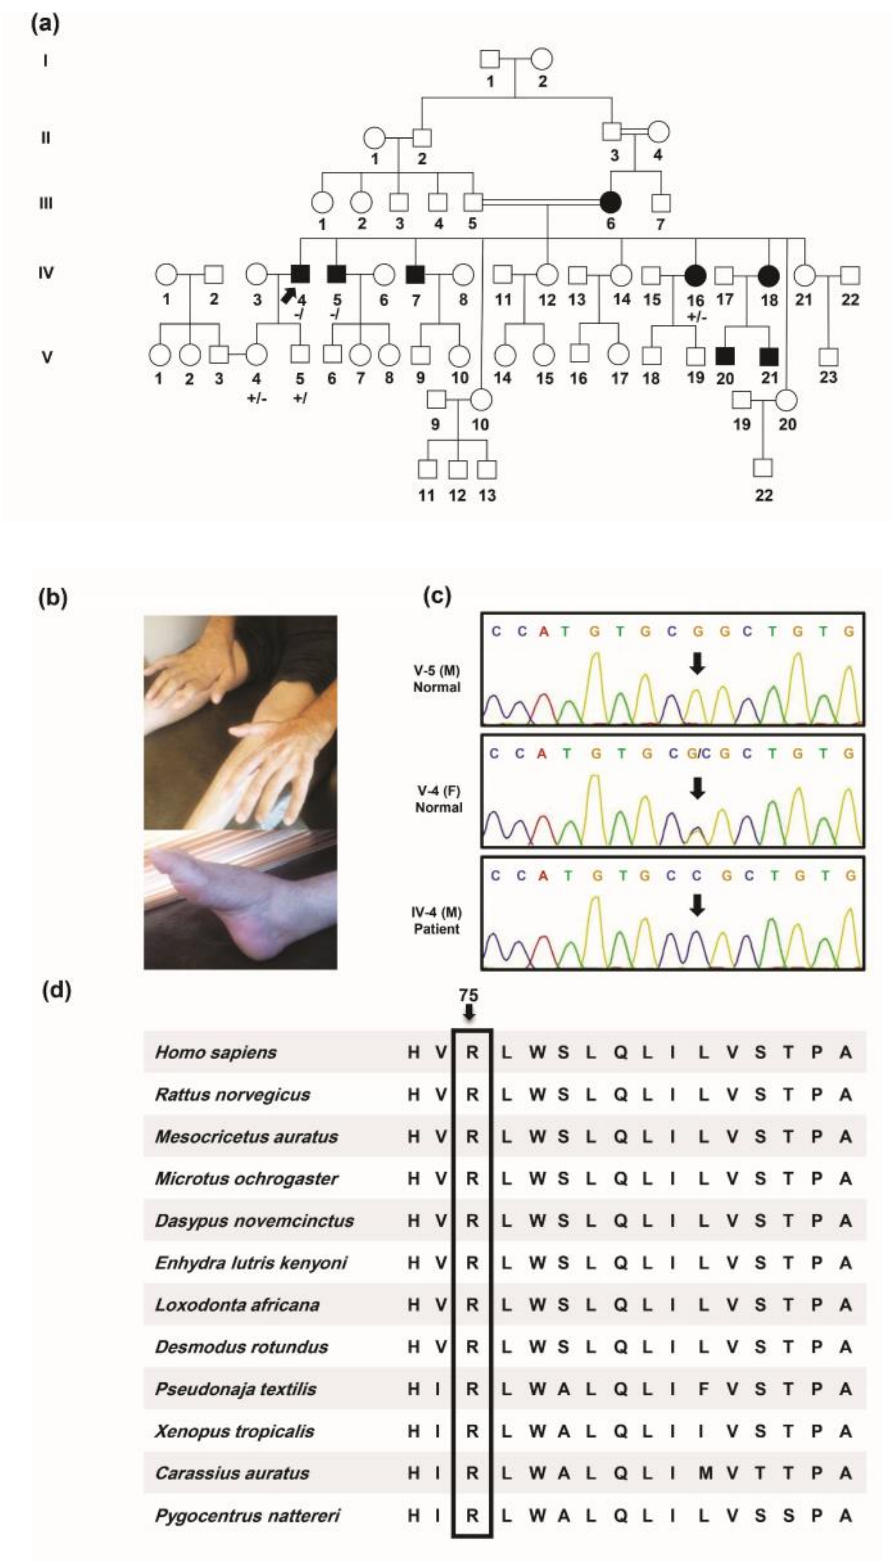 (a)
I
1 2
II
1 2 3 4
III
1 2 3 4 5 6 7
IV
1 2 3 4 5 6 7 8 11 12 13 14 15 16 17 18 21 22
-/ -/ +/-
V
1 2 3 4 5 6 7 8 9 10 14 15 16 17 18 19 20 21 23
+/- +/
9 10 19 20
11 12 13 22
(b)
(c)
C C A T G T G C G G C T G T G
V-5 (M)
Normal
C C A T G T G C G/C G C T G T G
V-4 (F)
Normal
C C A T G T G C C G C T G T G
IV-4 (M)
Patient
(d)
75
Homo sapiens H V R L W S L Q L I L V S T P A
Rattus norvegicus H V R L W S L Q L I L V S T P A
Mesocricetus auratus H V R L W S L Q L I L V S T P A
Microtus ochrogaster H V R L W S L Q L I L V S T P A
Dasypus novemcinctus H V R L W S L Q L I L V S T P A
Enhydra lutris kenyoni H V R L W S L Q L I L V S T P A
Loxodonta africana H V R L W S L Q L I L V S T P A
Desmodus rotundus H V R L W S L Q L I L V S T P A
Pseudonaja textilis H I R L W A L Q L I F V S T P A
Xenopus tropicalis H I R L W A L Q L I I V S T P A
Carassius auratus H I R L W A L Q L I M V T T P A
Pygocentrus nattereri H I R L W A L Q L I L V S S P A